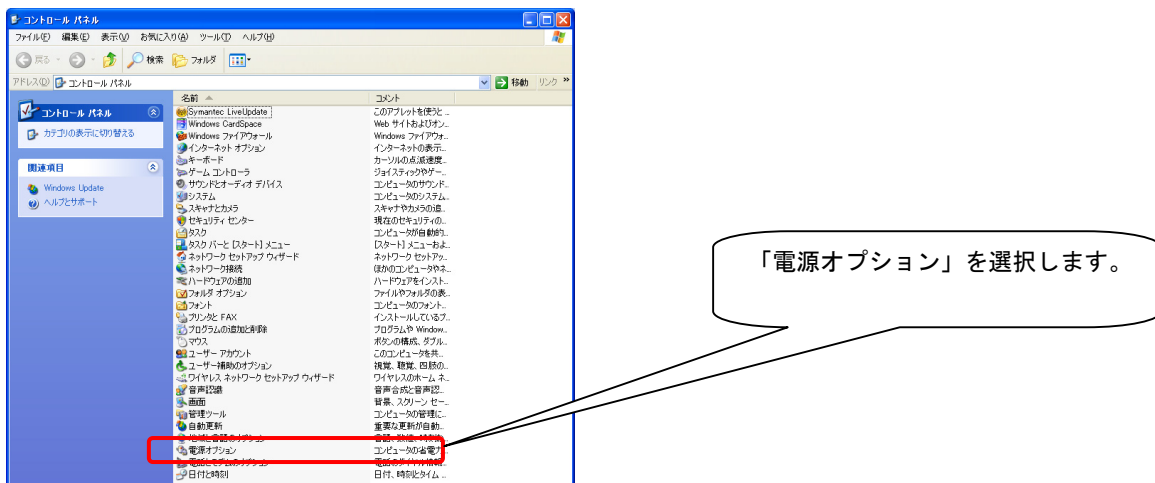 コントロール パネル
ファイル(F) 編集(E) 表示(V) お気に入り(A) ツール(T) ヘルプ(H)
戻る 検索 フォルダ
アドレス(D) コントロール パネル 移動 リンク »
コントロール パネル
カテゴリの表示に切り替える
関連項目
Windows Update
ヘルプとサポート
名前 コメント
Symantec LiveUpdate このアプレットを使うと ...
Windows CardSpace Web サイトおよびオン...
Windows ファイアウォール Windows ファイアウォ...
インターネット オプション インターネットの表示...
キーボード カーソルの点滅速度...
ゲーム コントローラ ジョイスティックやゲー...
サウンドとオーディオ デバイス コンピュータのサウンド...
システム コンピュータのシステム...
スキャナとカメラ スキャナやカメラの追...
セキュリティ センター 現在のセキュリティの...
タスク コンピュータが自動的...
タスク バーと [スタート] メニュー [スタート] メニューおよ...
ネットワーク セットアップ ウィザード ネットワーク セットアッ...
ネットワーク接続 ほかのコンピュータやネ...
ハードウェアの追加 ハードウェアをインスト...
フォルダ オプション ファイルやフォルダの表...
フォント コンピュータのフォント...
プリンタと FAX インストールしているプ...
プログラムの追加と削除 プログラムや Window...
マウス ボタンの構成、ダブル...
ユーザー アカウント このコンピュータを共...
ユーザー補助のオプション 視覚、聴覚、四肢の...
ワイヤレス ネットワーク セットアップ ウィザード ワイヤレスのホーム ネ...
音声認識 音声合成と音声認...
画面 背景、スクリーン セー...
管理ツール コンピュータの管理に...
自動更新 重要な更新が自動...
地域と言語のオプション
電源オプション コンピュータの省電力...
電話とモデムのオプション
日付と時刻 日付、時刻とタイム ...
「電源オプション」を選択します。